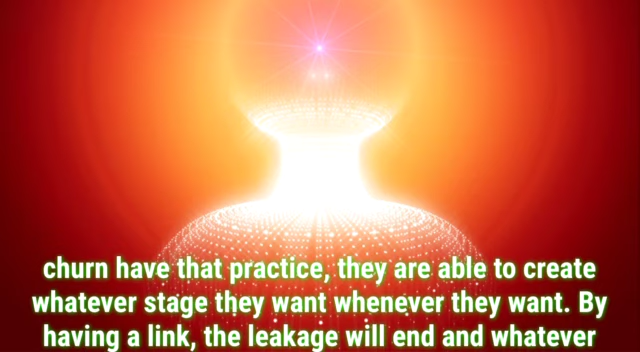 churn have that practice, they are able to create
whatever stage they want whenever they want. By
having a link, the leakage will end and whatever